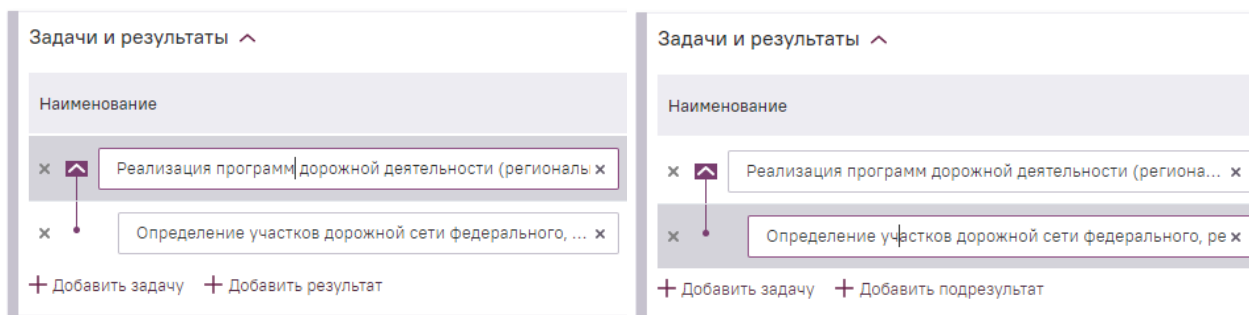 Задачи и результаты
Наименование
Реализация программ дорожной деятельности (региональ
Определение участков дорожной сети федерального, ...
+ Добавить задачу + Добавить результат
Задачи и результаты
Наименование
Реализация программ дорожной деятельности (региона...
Определение участков дорожной сети федерального, ре
+ Добавить задачу + Добавить подрезультат